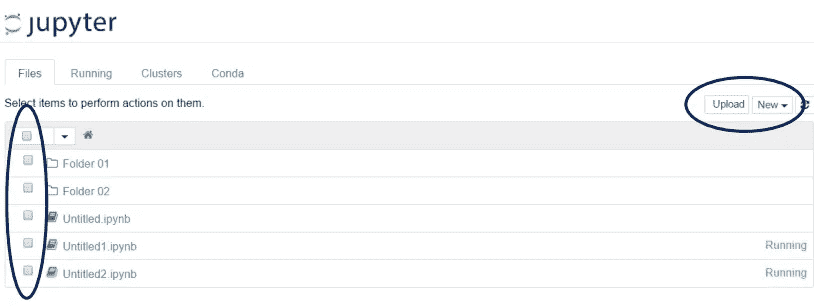 jupyter
Files Running Clusters Conda
Select items to perform actions on them.
Upload New
Folder 01
Folder 02
Untitled.ipynb
Untitled1.ipynb Running
Untitled2.ipynb Running